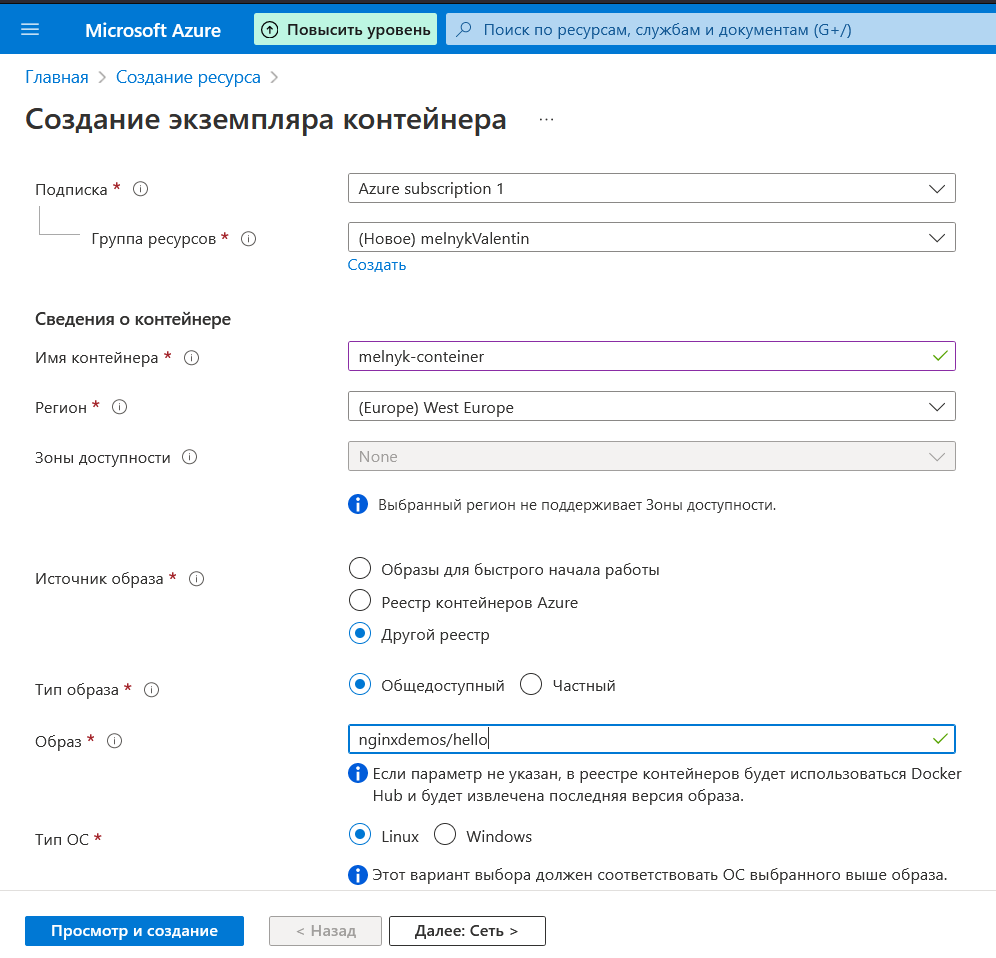 Microsoft Azure
Повысить уровень
Поиск по ресурсам, службам и документам (G+/)
Главная > Создание ресурса >
Создание экземпляра контейнера ...
Подписка *
Azure subscription 1
Группа ресурсов *
(Новое) melnykValentin
Создать
Сведения о контейнере
Имя контейнера *
melnyk-conteiner
Регион *
(Europe) West Europe
Зоны доступности
None
Выбранный регион не поддерживает Зоны доступности.
Источник образа *
Образы для быстрого начала работы
Реестр контейнеров Azure
Другой реестр
Тип образа *
Общедоступный
Частный
Образ *
nginxdemos/hello
Если параметр не указан, в реестре контейнеров будет использоваться Docker
Hub и будет извлечена последняя версия образа.
Тип ОС *
Linux
Windows
Этот вариант выбора должен соответствовать ОС выбранного выше образа.
Просмотр и создание
< Назад
Далее: Сеть >